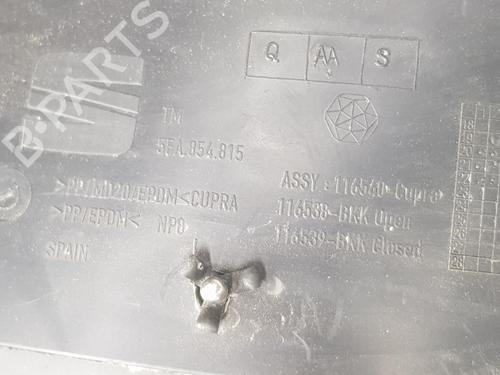 Q AA S
TM
5FA.854.815
>PP/MD20/EPDM< CUPRA
>PP/EPDM< NP0
SPAIN
ASSY : 116540-Cupra
116538-BKK Open
116539-BKK Closed
B-PARTS